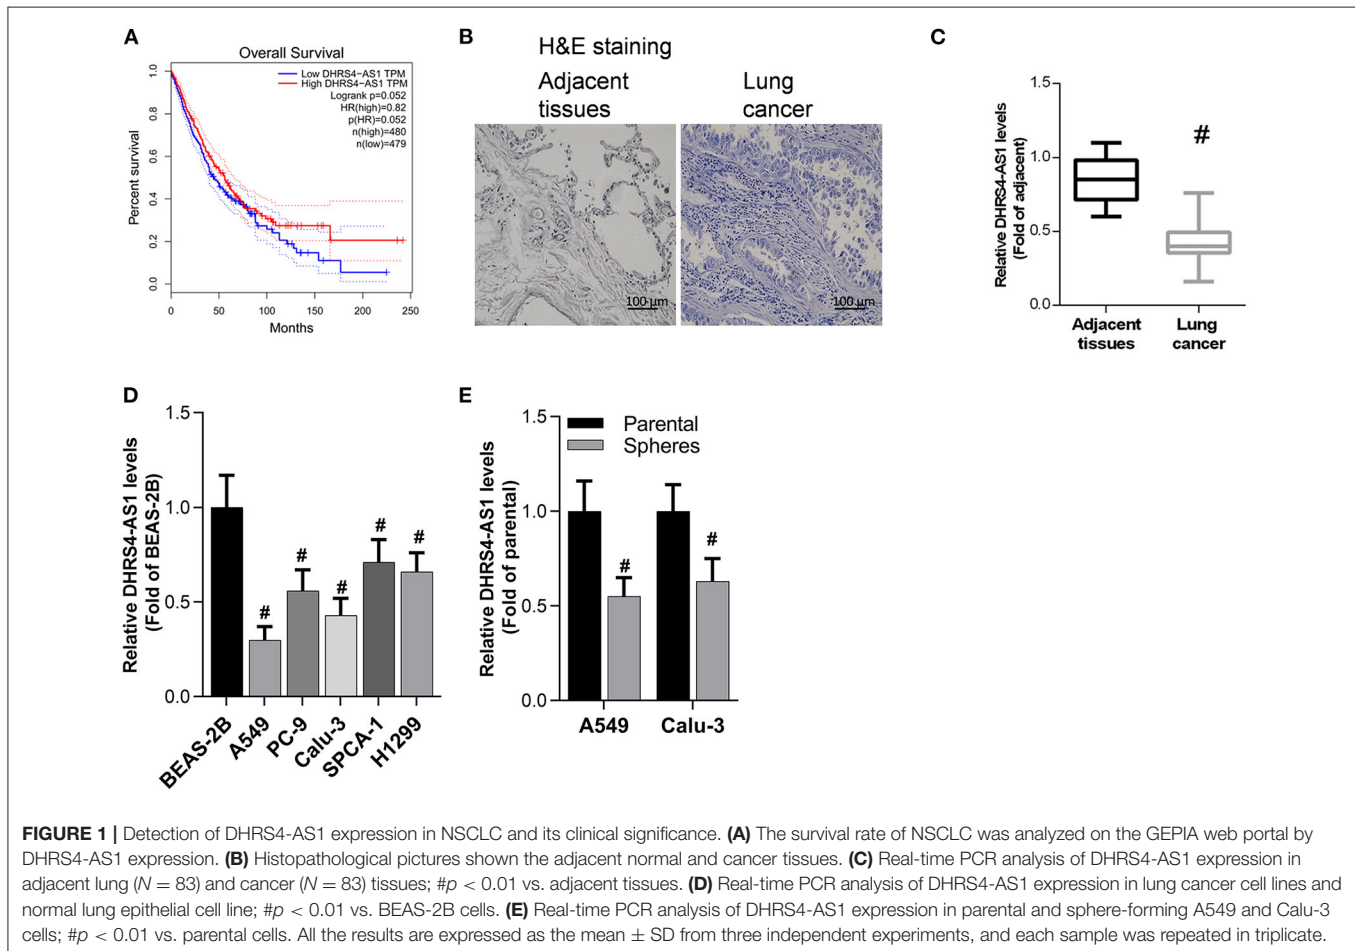 A
Overall Survival
Low DHRS4−AS1 TPM
High DHRS4−AS1 TPM
Logrank p=0.052
HR(high)=0.82
p(HR)=0.052
n(high)=480
n(low)=479
Percent survival
1.0
0.8
0.6
0.4
0.2
0.0
0 50 100 150 200 250
Months
B
H&E staining
Adjacent
tissues
Lung
cancer
100 μm
100 μm
C
Relative DHRS4-AS1 levels
(Fold of adjacent)
1.5
1.0
0.5
0.0
#
Adjacent
tissues
Lung
cancer
D
Relative DHRS4-AS1 levels
(Fold of BEAS-2B)
1.5
1.0
0.5
0.0
# # # # #
BEAS-2B A549 PC-9 Calu-3 SPCA-1 H1299
E
Relative DHRS4-AS1 levels
(Fold of parental)
1.5
1.0
0.5
0.0
Parental
Spheres
# #
A549 Calu-3
FIGURE 1 | Detection of DHRS4-AS1 expression in NSCLC and its clinical significance. (A) The survival rate of NSCLC was analyzed on the GEPIA web portal by
DHRS4-AS1 expression. (B) Histopathological pictures shown the adjacent normal and cancer tissues. (C) Real-time PCR analysis of DHRS4-AS1 expression in
adjacent lung (N = 83) and cancer (N = 83) tissues; #p < 0.01 vs. adjacent tissues. (D) Real-time PCR analysis of DHRS4-AS1 expression in lung cancer cell lines and
normal lung epithelial cell line; #p < 0.01 vs. BEAS-2B cells. (E) Real-time PCR analysis of DHRS4-AS1 expression in parental and sphere-forming A549 and Calu-3
cells; #p < 0.01 vs. parental cells. All the results are expressed as the mean ± SD from three independent experiments, and each sample was repeated in triplicate.